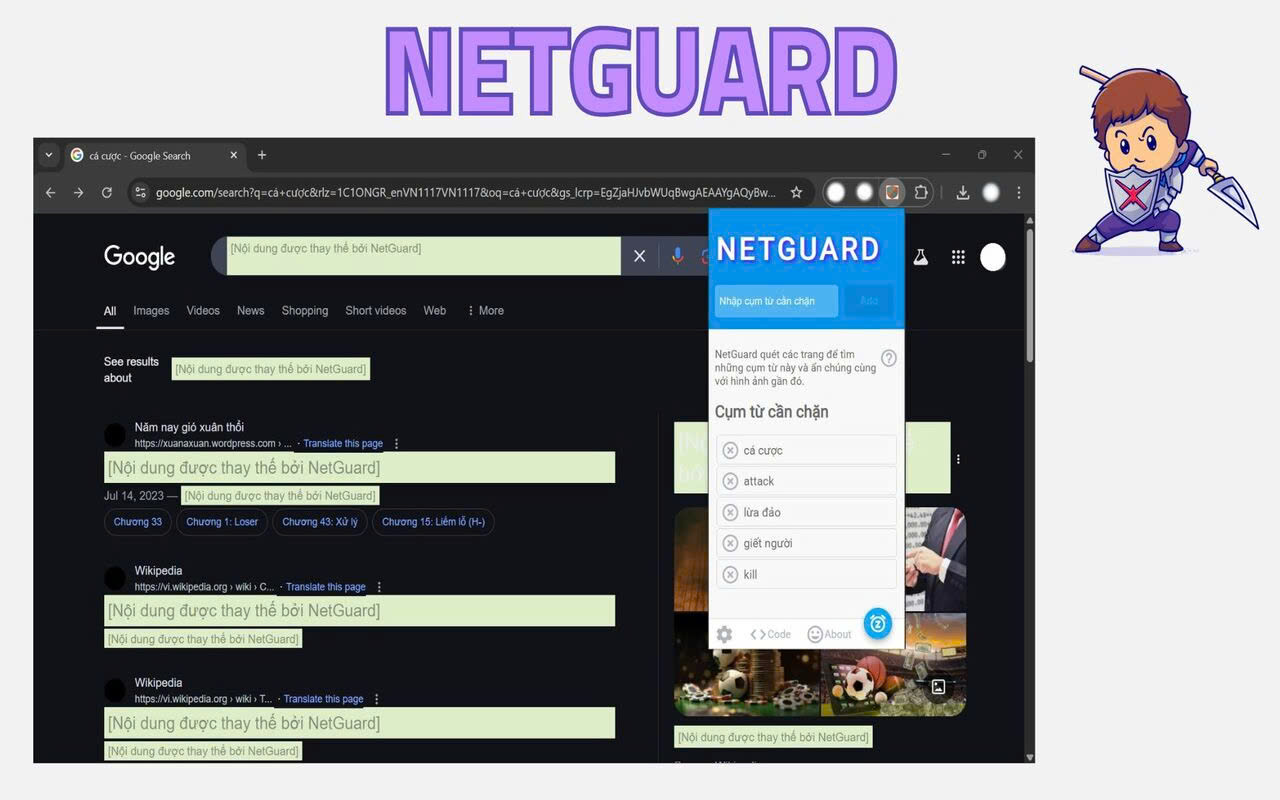 NETGUARD
cá cược - Google Search
google.com/search?q=cá+cược&rlz=1C1ONGR_enVN1117VN1117&oq=cá+cược&gs_lcrp=EgZjaHJvbWUqBwgAEAAYgAQyBw...
Google
[Nội dung được thay thế bởi NetGuard]
All Images Videos News Shopping Short videos Web More
See results
about
[Nội dung được thay thế bởi NetGuard]
Năm nay gió xuân thổi
https://xuanaxuan.wordpress.com › ... · Translate this page
[Nội dung được thay thế bởi NetGuard]
Jul 14, 2023 — [Nội dung được thay thế bởi NetGuard]
Chương 33 Chương 1: Loser Chương 43: Xử lý Chương 15: Liếm lỗ (H-)
Wikipedia
https://vi.wikipedia.org › wiki › C... · Translate this page
[Nội dung được thay thế bởi NetGuard]
[Nội dung được thay thế bởi NetGuard]
Wikipedia
https://vi.wikipedia.org › wiki › T... · Translate this page
[Nội dung được thay thế bởi NetGuard]
[Nội dung được thay thế bởi NetGuard]
NETGUARD
Nhập cụm từ cần chặn Add
NetGuard quét các trang để tìm
những cụm từ này và ẩn chúng cùng
với hình ảnh gần đó.
Cụm từ cần chặn
cá cược
attack
lừa đảo
giết người
kill
Code About
[Nội dung được thay thế bởi NetGuard]